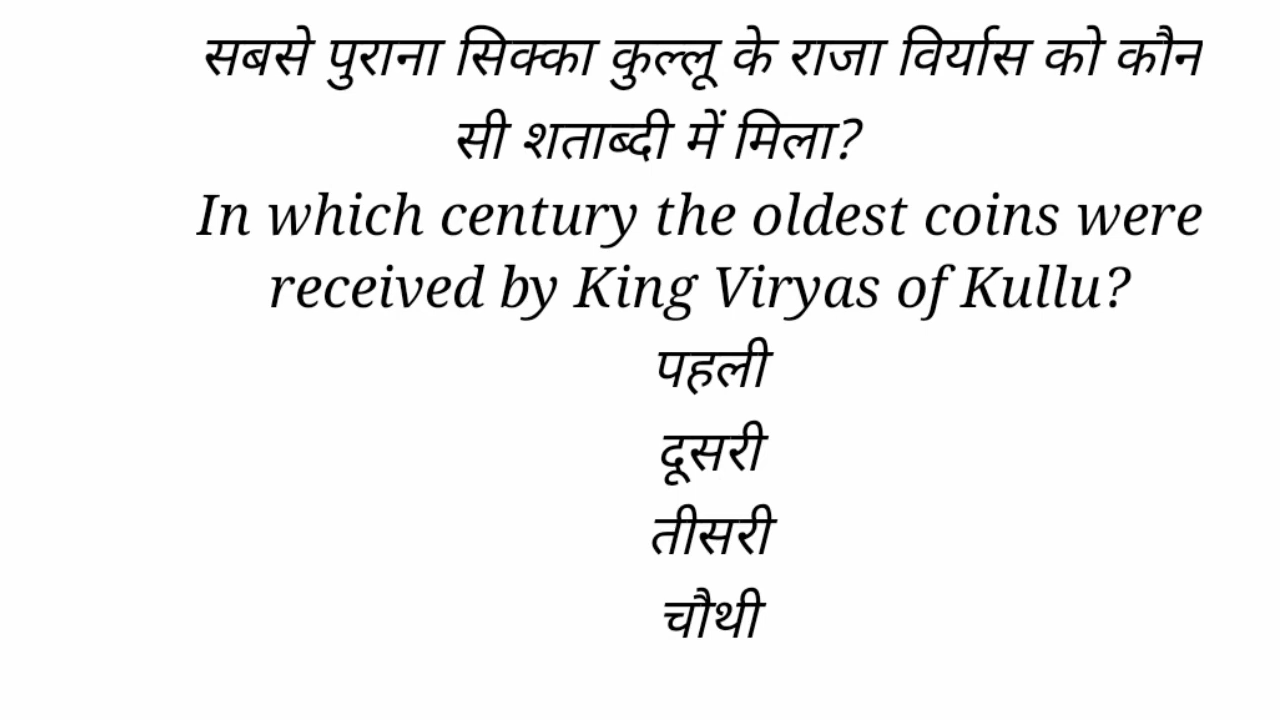 सबसे पुराना सिक्का कुल्लू के राजा विर्यास को कौन
सी शताब्दी में मिला?
In which century the oldest coins were
received by King Viryas of Kullu?
पहली
दूसरी
तीसरी
चौथी